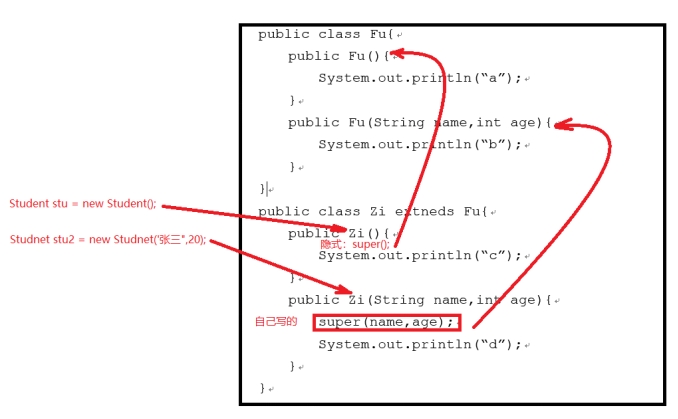 public class Fu{
public Fu(){
System.out.println(“a”);
}
public Fu(String name,int age){
System.out.println(“b”);
}
}
Student stu = new Student();
public class Zi extneds Fu{
public Zi(){
Studnet stu2 = new Studnet('张三",20);
隐式：super();
System.out.println(“c”);
}
public Zi(String name,int age){
自己写的 super(name,age);
System.out.println(“d”);
}
}